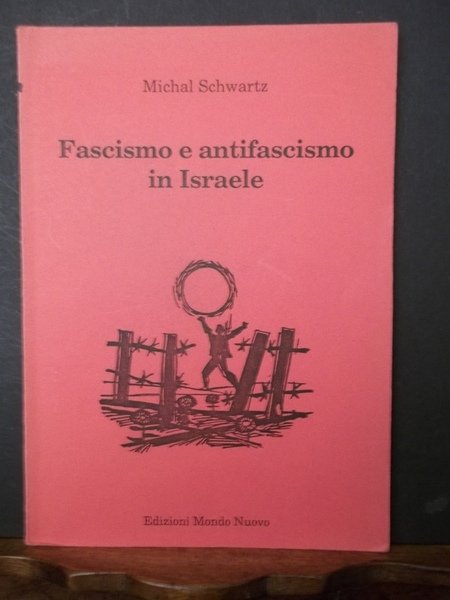 Michal Schwartz
Fascismo e antifascismo
in Israele
Edizioni Mondo Nuovo